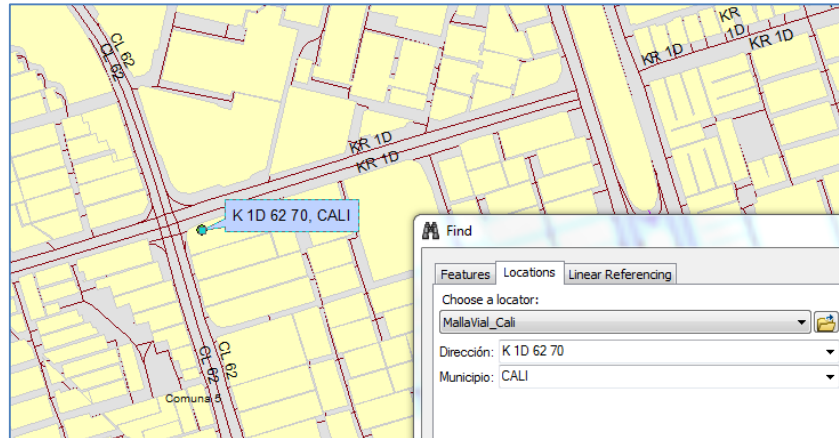 CL 62
CL 62
KR
1D
KR 1D
KR 1D
KR 1D
KR 1D
K 1D 62 70, CALI
CL 62
CL 62
Comuna 5
Find
Features
Locations
Linear Referencing
Choose a locator:
MallaVial_Cali
Dirección: K 1D 62 70
Municipio: CALI